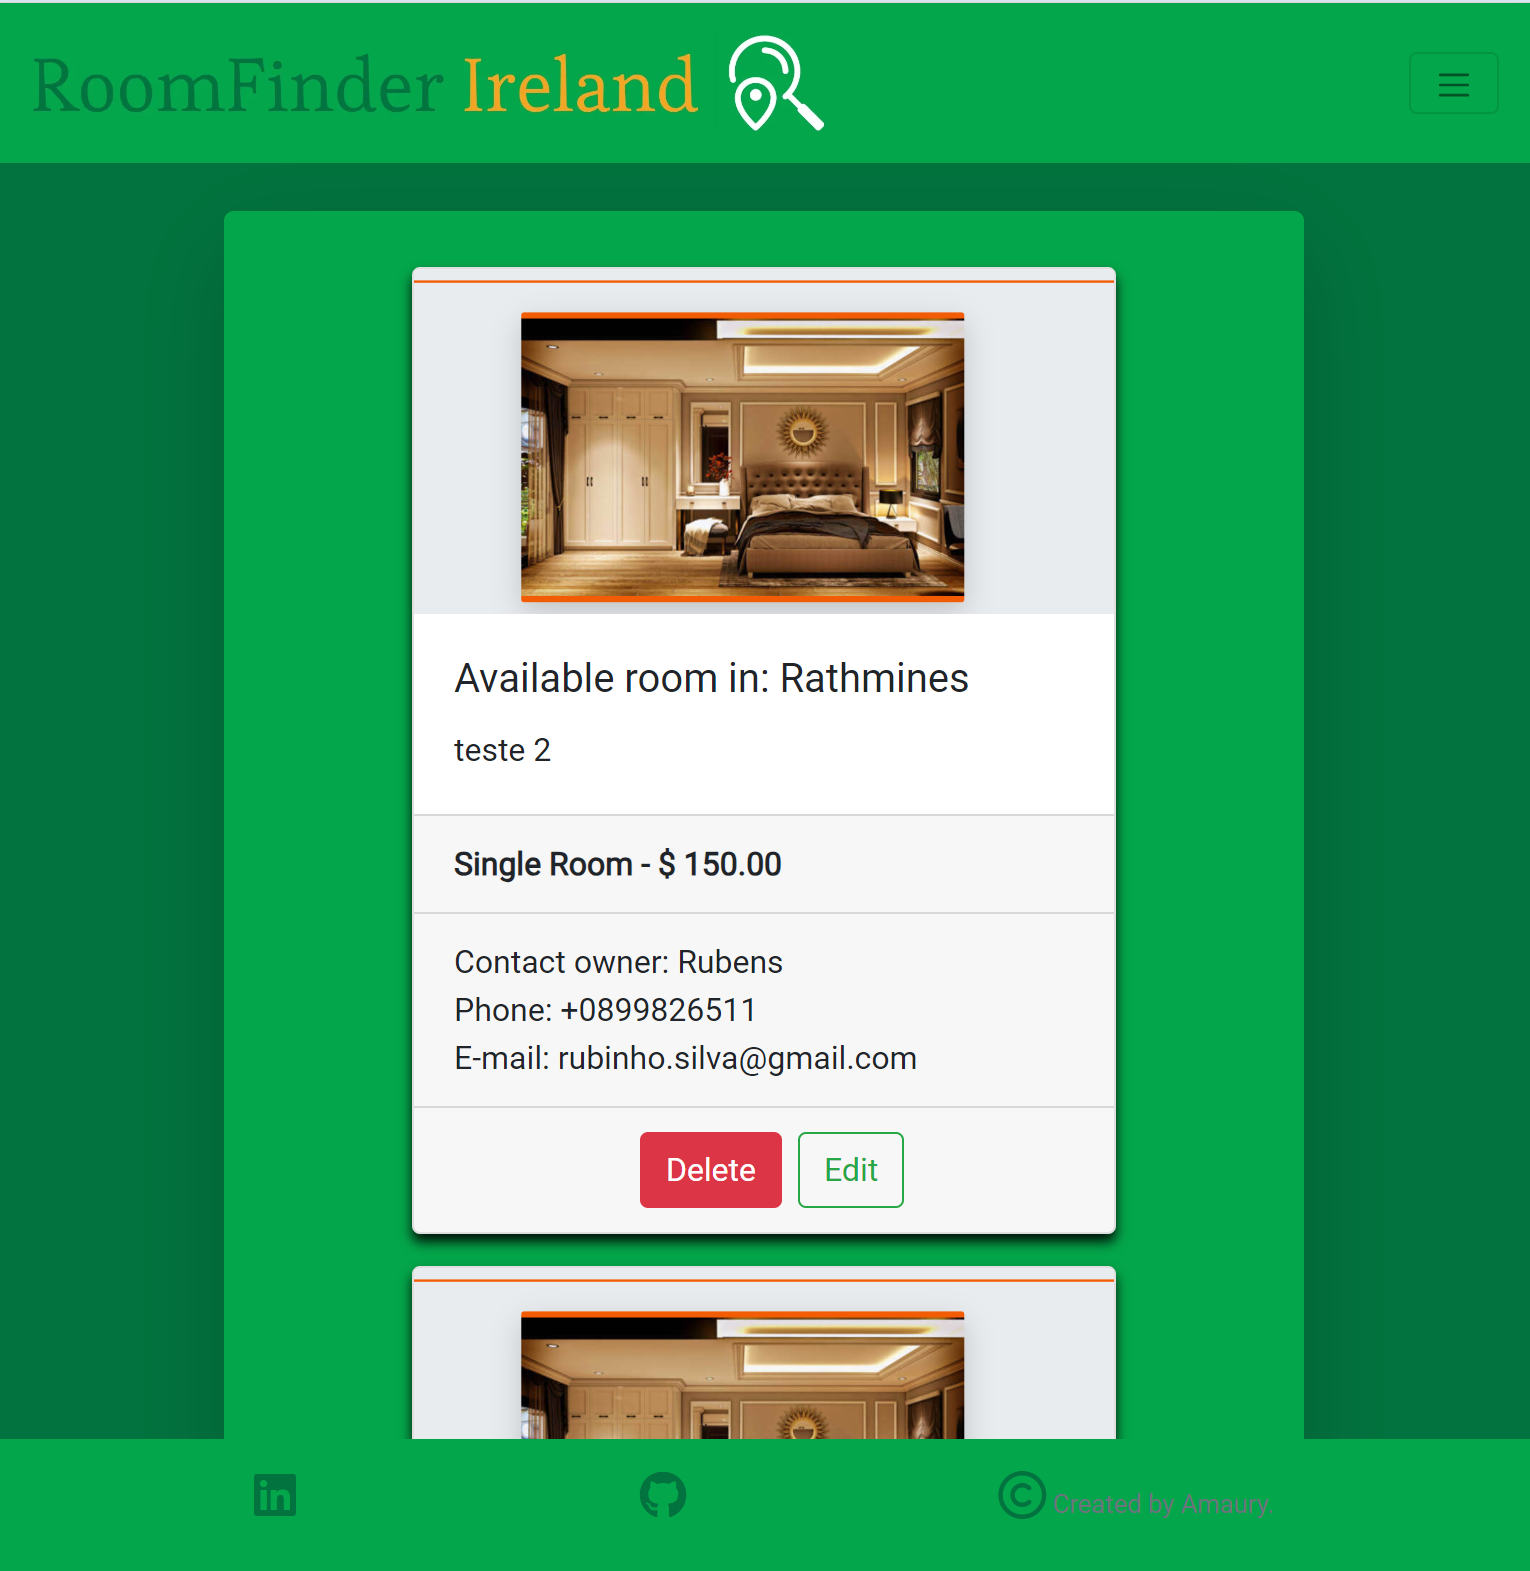 RoomFinder Ireland
Available room in: Rathmines
teste 2
Single Room - $ 150.00
Contact owner: Rubens
Phone: +0899826511
E-mail: rubinho.silva@gmail.com
Delete Edit
in © Created by Amaury.